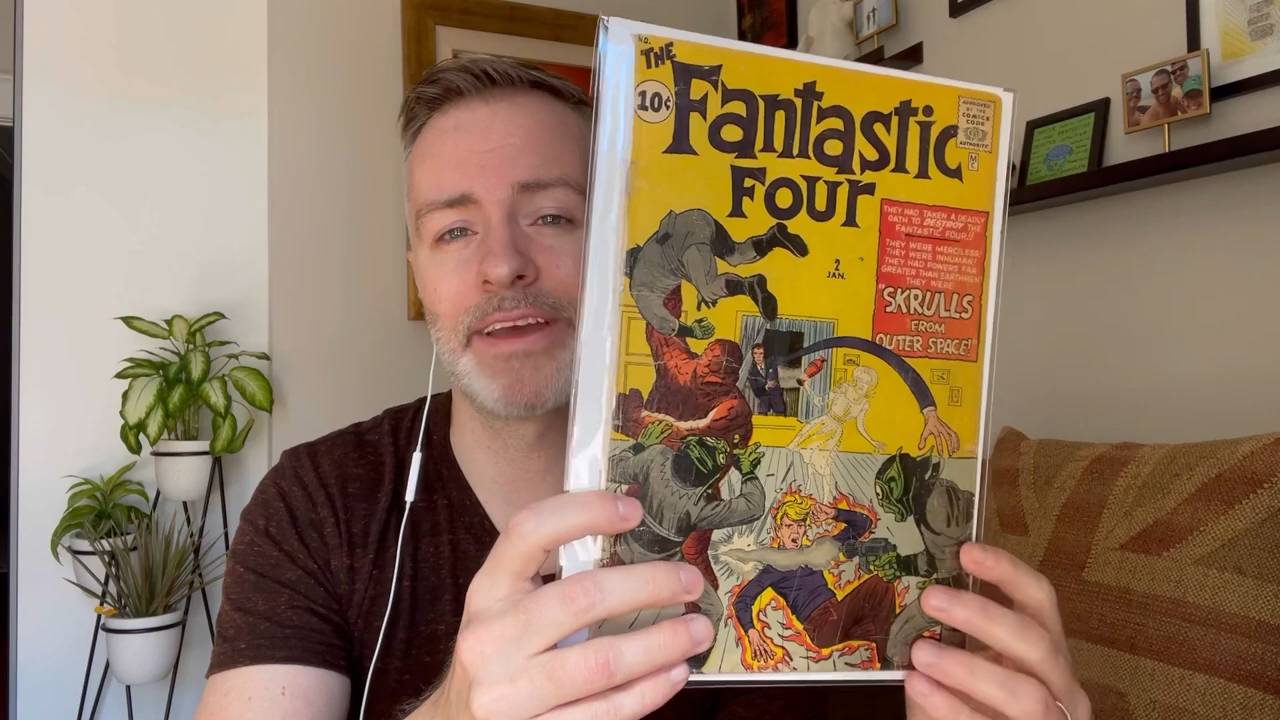 THE
10¢
Fantastic
Four
APPROVED
BY THE
COMICS
CODE
AUTHORITY
MC
2
JAN.
THEY HAD TAKEN A DEADLY
OATH TO DESTROY THE
FANTASTIC FOUR!!
THEY WERE MERCILESS!
THEY WERE INHUMAN!
THEY HAD POWERS FAR
GREATER THAN EARTHMEN
THEY WERE
"SKRULLS
FROM
OUTER SPACE!